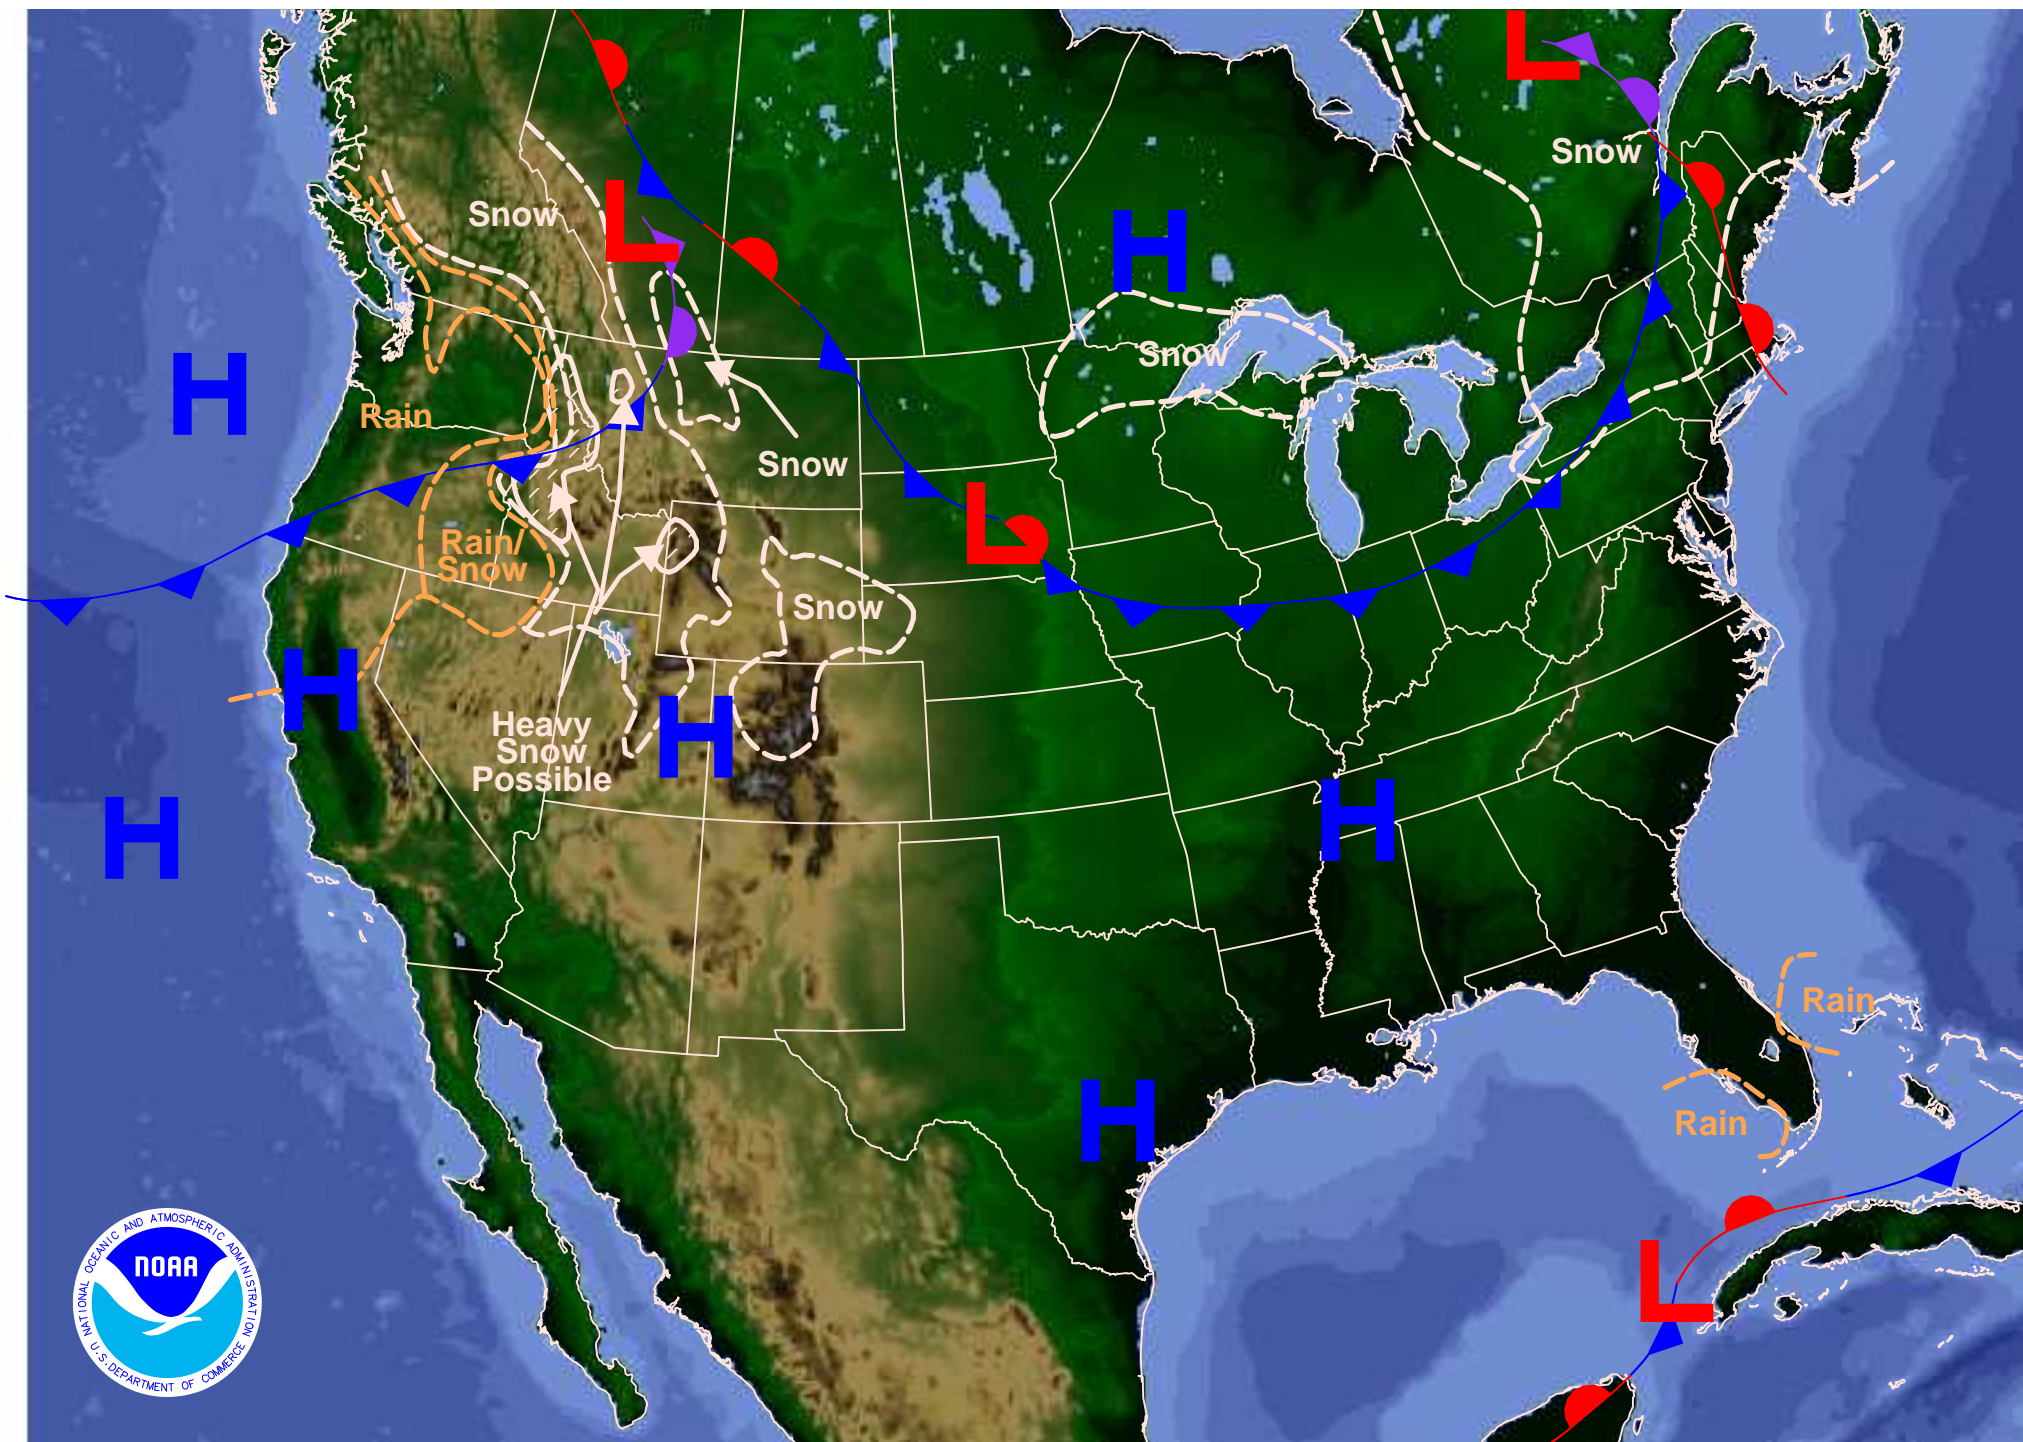 L
Snow
Snow
L
H
Snow
H
Rain
Snow
L
Rain/
Snow
Snow
H
Heavy
Snow
Possible
H
H
H
Rain
H
Rain
L
NOAA
NATIONAL OCEANIC AND ATMOSPHERIC ADMINISTRATION
U.S. DEPARTMENT OF COMMERCE